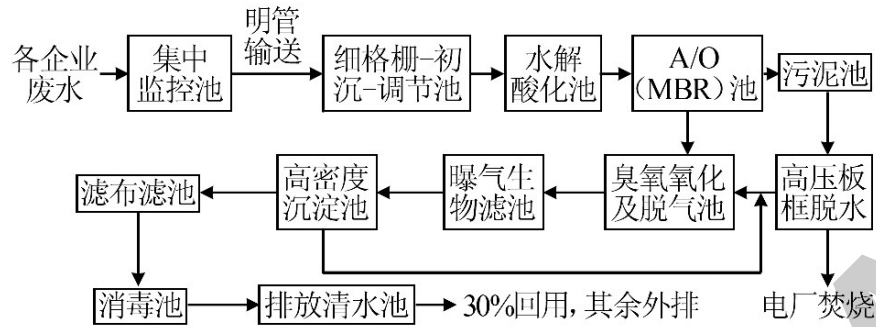 各企业
废水
集中
监控池
明管
输送
细格栅-初
沉-调节池
水解
酸化池
A/O
(MBR)池
污泥池
滤布滤池
高密度
沉淀池
曝气生
物滤池
臭氧氧化
及脱气池
高压板
框脱水
消毒池
排放清水池
30%回用,其余外排
电厂焚烧